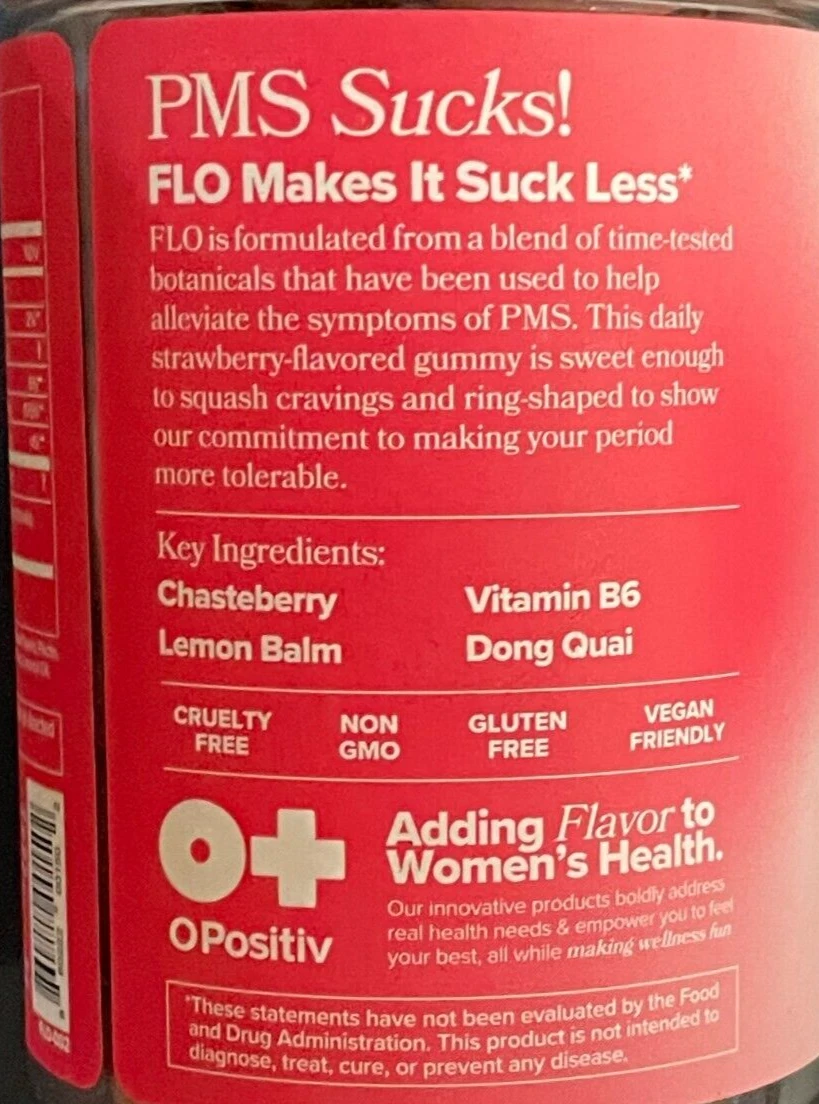 PMS Sucks!
FLO Makes It Suck Less*
FLO is formulated from a blend of time-tested
botanicals that have been used to help
alleviate the symptoms of PMS. This daily
strawberry-flavored gummy is sweet enough
to squash cravings and ring-shaped to show
our commitment to making your period
more tolerable.
Key Ingredients:
Chasteberry Vitamin B6
Lemon Balm Dong Quai
CRUELTY FREE NON GMO GLUTEN FREE VEGAN FRIENDLY
O+
O Positiv
Adding Flavor to
Women's Health.
Our innovative products boldly address
real health needs & empower you to feel
your best, all while making wellness fun
*These statements have not been evaluated by the Food
and Drug Administration. This product is not intended to
diagnose, treat, cure, or prevent any disease.